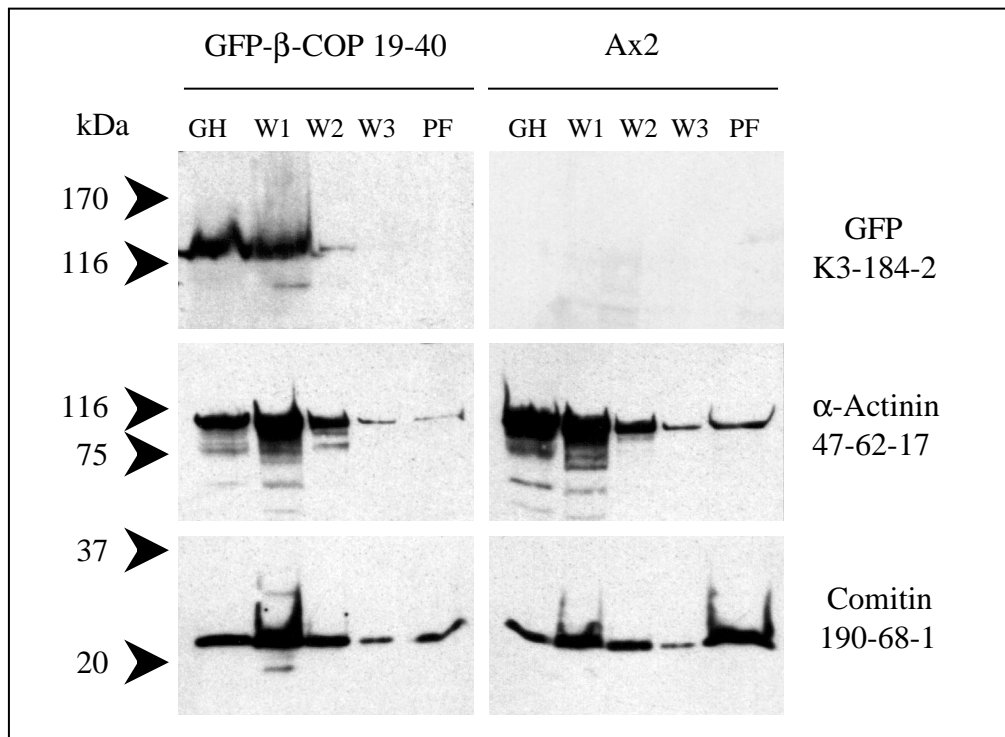 GFP-β-COP 19-40 Ax2
kDa GH W1 W2 W3 PF GH W1 W2 W3 PF
170
116
GFP
K3-184-2
116
75
α-Actinin
47-62-17
37
20
Comitin
190-68-1